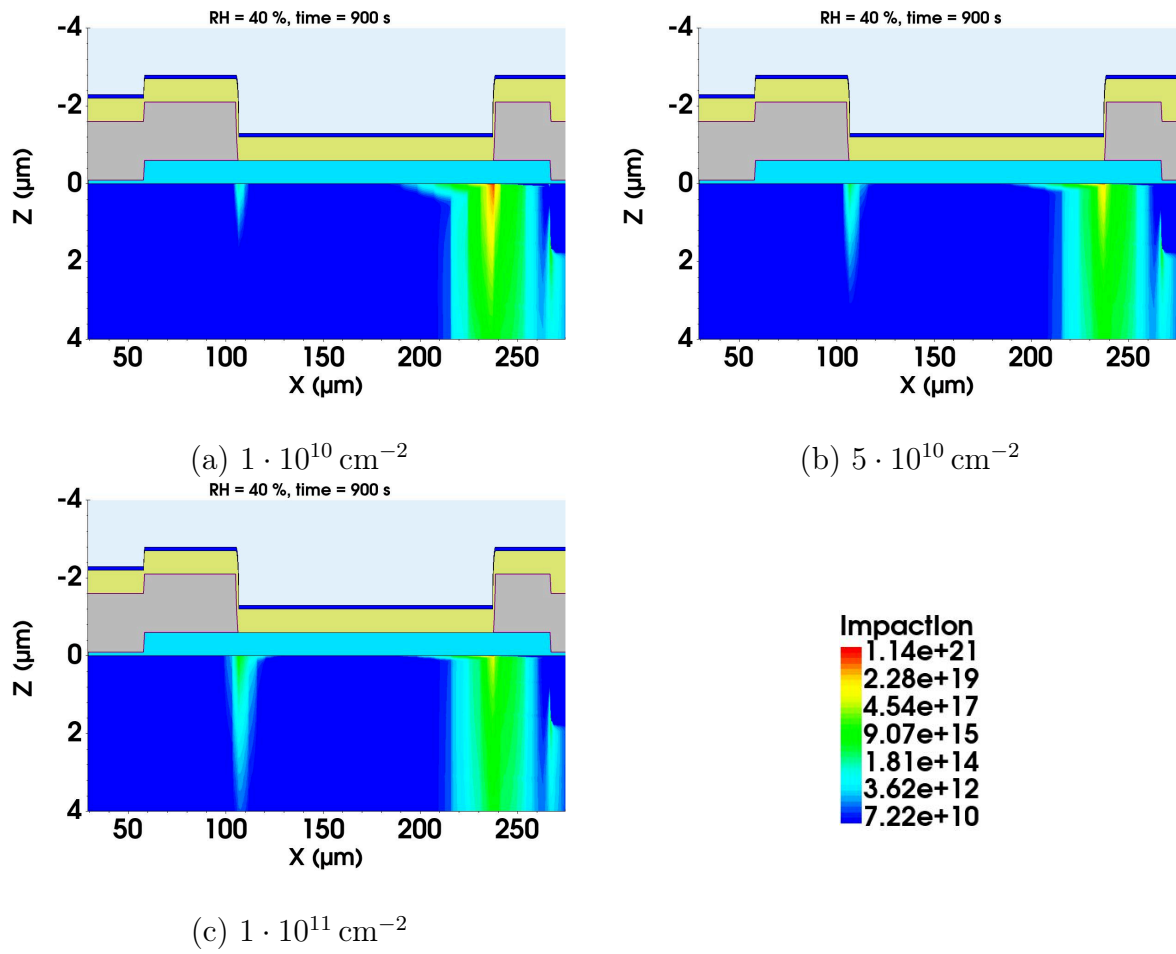 RH = 40 %, time = 900 s
-4
-2
0
2
4
Z (µm)
50 100 150 200 250
X (µm)
(a) 1 · 10^10 cm^−2
RH = 40 %, time = 900 s
-4
-2
0
2
4
Z (µm)
50 100 150 200 250
X (µm)
(b) 5 · 10^10 cm^−2
RH = 40 %, time = 900 s
-4
-2
0
2
4
Z (µm)
50 100 150 200 250
X (µm)
(c) 1 · 10^11 cm^−2
ImpactIon
1.14e+21
2.28e+19
4.54e+17
9.07e+15
1.81e+14
3.62e+12
7.22e+10